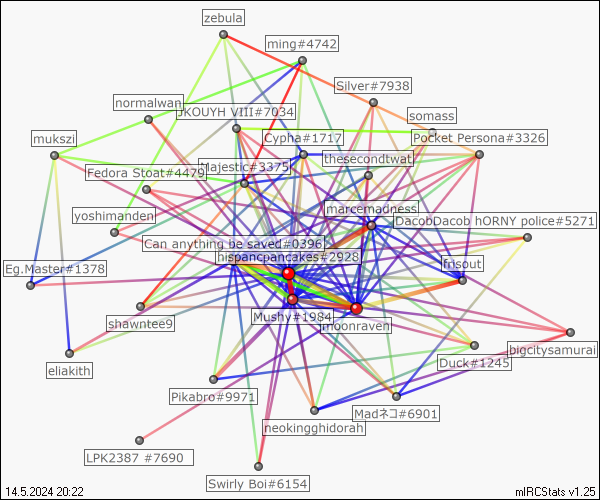 zebula
ming#4742
Silver#7938
normalwan
JKOUYH VIII#7034
somass
mukszi
Cypha#1717
Pocket Persona#3326
thesecondtwat
Fedora Stoat#4479
Majestic#3375
marcemadness
yoshimanden
DacobDacob hORNY police#5271
Can anything be saved#0396
hispancpancakes#2928
Eg.Master#1378
frisout
shawntee9
Mushy#1984
moonraven
bigcitysamurai
eliakith
Duck#1245
Pikabro#9971
Madネコ#6901
neokingghidorah
LPK2387 #7690
Swirly Boi#6154
14.5.2024 20:22
mIRCStats v1.25